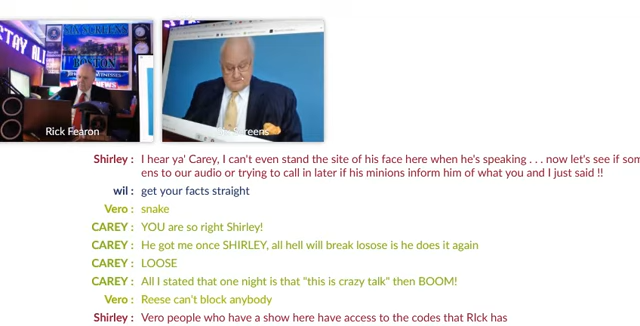 Rick Fearon
Shirley : I hear ya' Carey, I can't even stand the site of his face here when he's speaking . . . now let's see if som
ens to our audio or trying to call in later if his minions inform him of what you and I just said !!
wil : get your facts straight
Vero : snake
CAREY : YOU are so right Shirley!
CAREY : He got me once SHIRLEY, all hell will break losose is he does it again
CAREY : LOOSE
CAREY : All I stated that one night is that "this is crazy talk" then BOOM!
Vero : Reese can't block anybody
Shirley : Vero people who have a show here have access to the codes that RIck has